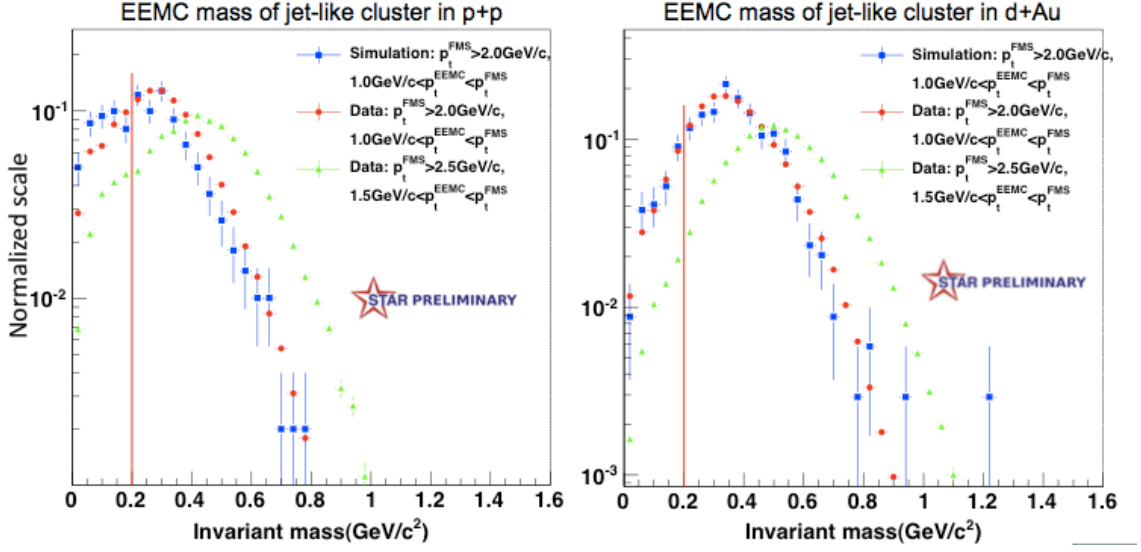 EEMC mass of jet-like cluster in p+p
Simulation: p_t^FMS>2.0GeV/c,
1.0GeV/c<p_t^EEMC<p_t^FMS
Data: p_t^FMS>2.0GeV/c,
1.0GeV/c<p_t^EEMC<p_t^FMS
Data: p_t^FMS>2.5GeV/c,
1.5GeV/c<p_t^EEMC<p_t^FMS
Normalized scale
10^-1
10^-2
STAR PRELIMINARY
0 0.2 0.4 0.6 0.8 1 1.2 1.4 1.6
Invariant mass(GeV/c^2)
EEMC mass of jet-like cluster in d+Au
Simulation: p_t^FMS>2.0GeV/c,
1.0GeV/c<p_t^EEMC<p_t^FMS
Data: p_t^FMS>2.0GeV/c,
1.0GeV/c<p_t^EEMC<p_t^FMS
Data: p_t^FMS>2.5GeV/c,
1.5GeV/c<p_t^EEMC<p_t^FMS
10^-1
10^-2
10^-3
STAR PRELIMINARY
0 0.2 0.4 0.6 0.8 1 1.2 1.4 1.6
Invariant mass(GeV/c^2)